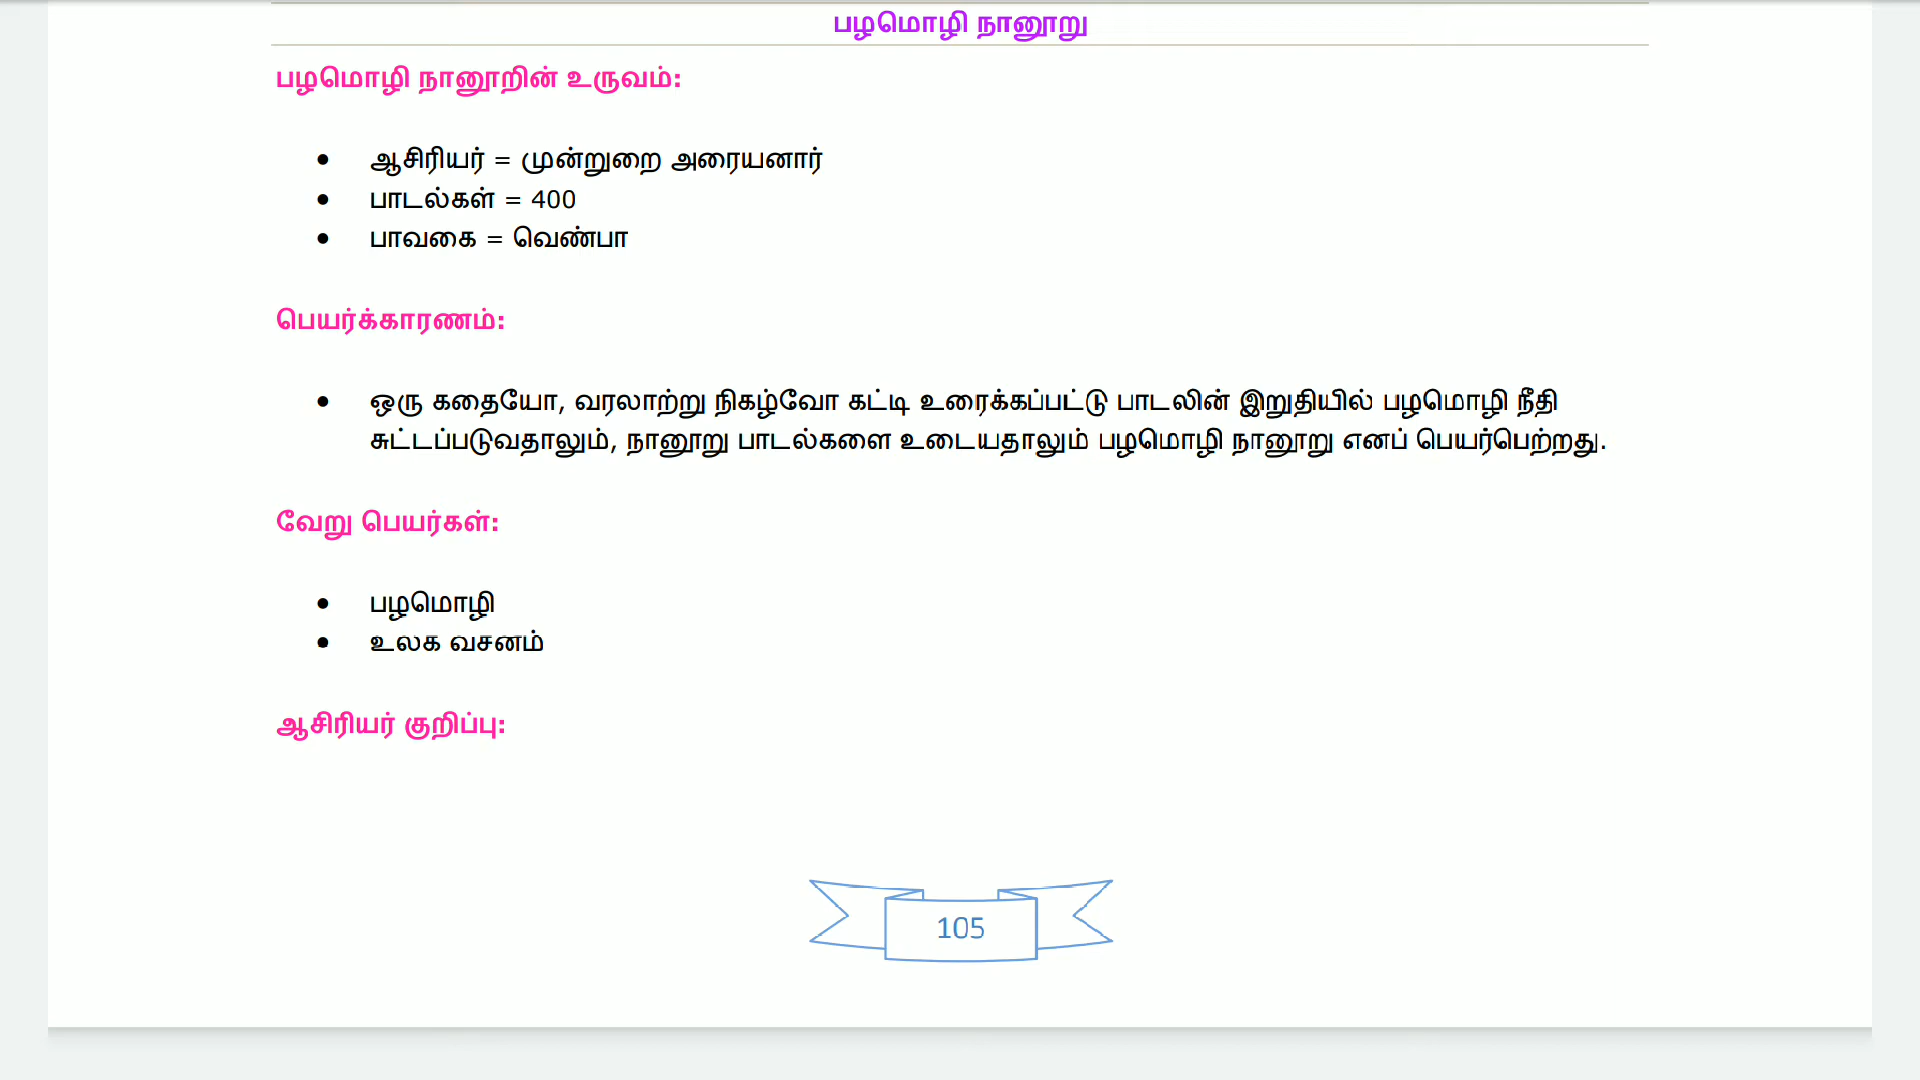 பழமொழி நானூறு
பழமொழி நானூறின் உருவம்:
● ஆசிரியர் = முன்றுறை அரையனார்
● பாடல்கள் = 400
● பாவகை = வெண்பா
பெயர்க்காரணம்:
● ஒரு கதையோ, வரலாற்று நிகழ்வோ கட்டி உரைக்கப்பட்டு பாடலின் இறுதியில் பழமொழி நீதி
சுட்டப்படுவதாலும், நானூறு பாடல்களை உடையதாலும் பழமொழி நானூறு எனப் பெயர்பெற்றது.
வேறு பெயர்கள்:
● பழமொழி
● உலக வசனம்
ஆசிரியர் குறிப்பு:
105